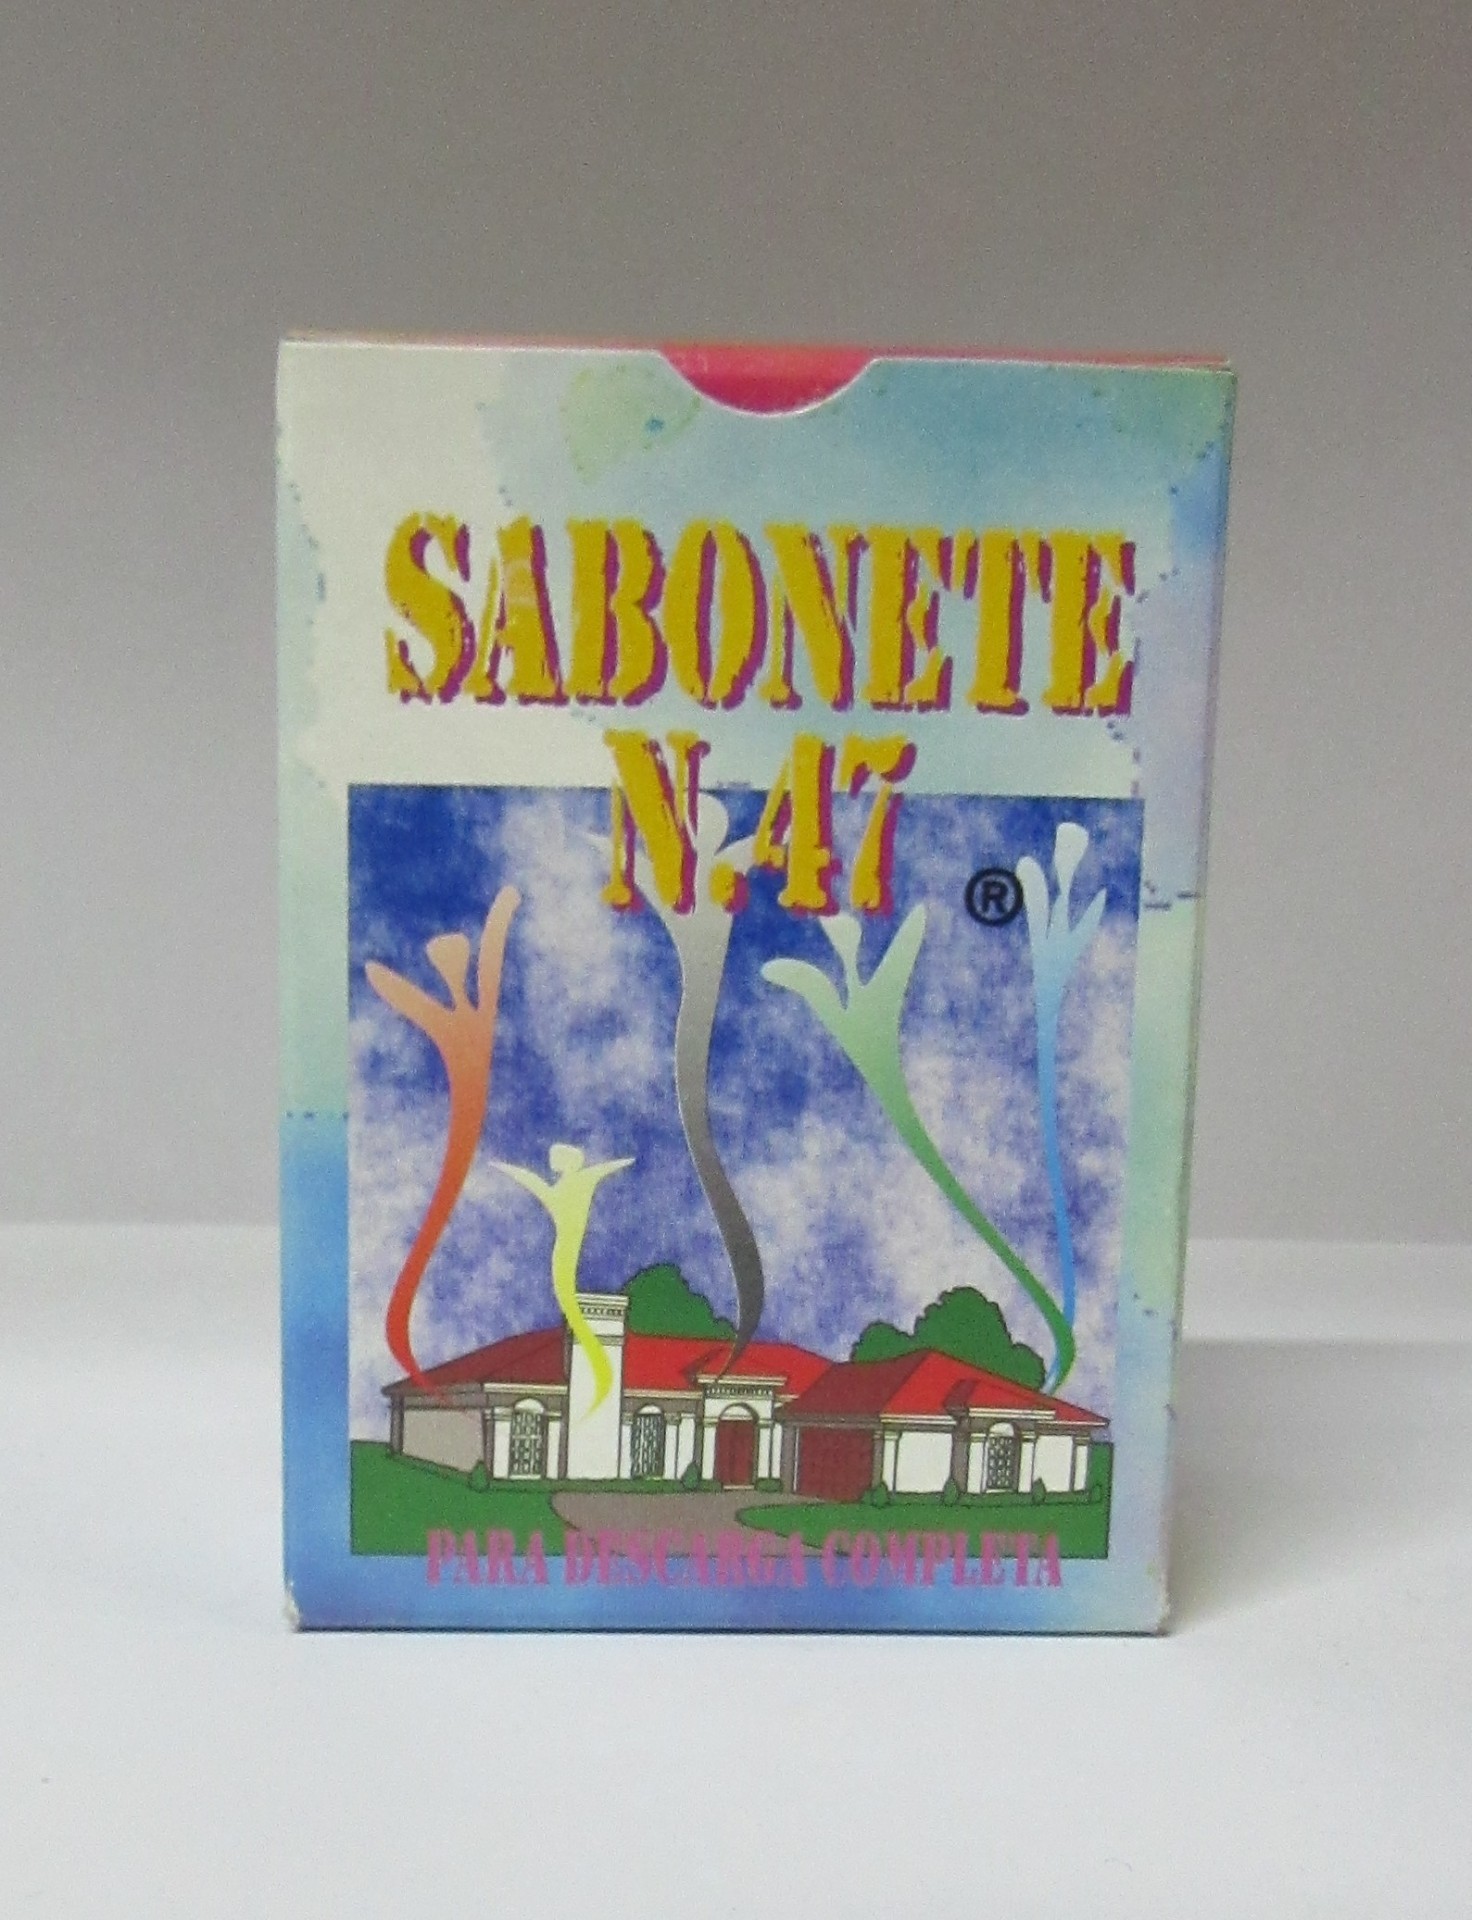 SABONETE
N.47
®
PARA DESCARGA COMPLETA